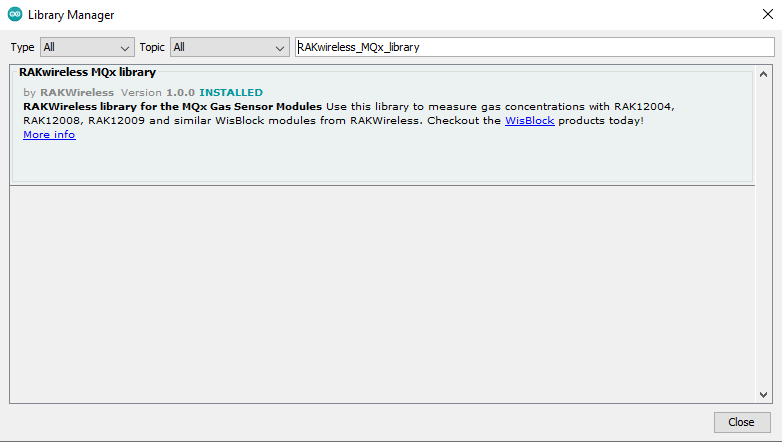 Library Manager
Type All Topic All RAKwireless_MQx_library
RAKwireless MQx library
by RAKWireless Version 1.0.0 INSTALLED
RAKWireless library for the MQx Gas Sensor Modules Use this library to measure gas concentrations with RAK12004,
RAK12008, RAK12009 and similar WisBlock modules from RAKWireless. Checkout the WisBlock products today!
More info
Close